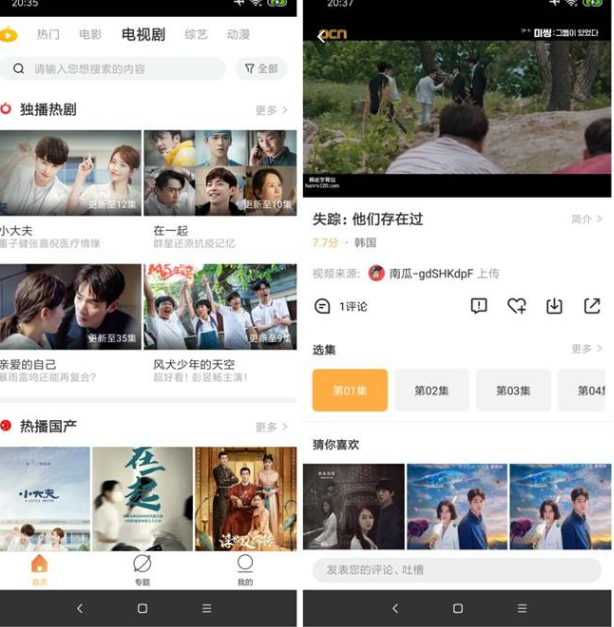 20:35
热门 电影 电视剧 综艺 动漫
请输入您想搜索的内容
全部
独播热剧
更多 >
更新至12集
更新至10集
小大夫
董子健张嘉倪医疗情缘
在一起
群星还原抗疫记忆
更新至35集
更新至9集
亲爱的自己
暴雨雷鸣还能再复合?
风犬少年的天空
超好看!彭昱畅主演!
热播国产
更多 >
小大夫
在一起
首页
专题
我的
20:37
ocn
미씽: 그들이 있었다
失踪：他们存在过
简介 >
7.7分 · 韩国
视频来源: 南瓜-gdSHKdpF 上传
1评论
选集
更多 >
第01集
第02集
第03集
第04
猜你喜欢
发表您的评论、吐槽